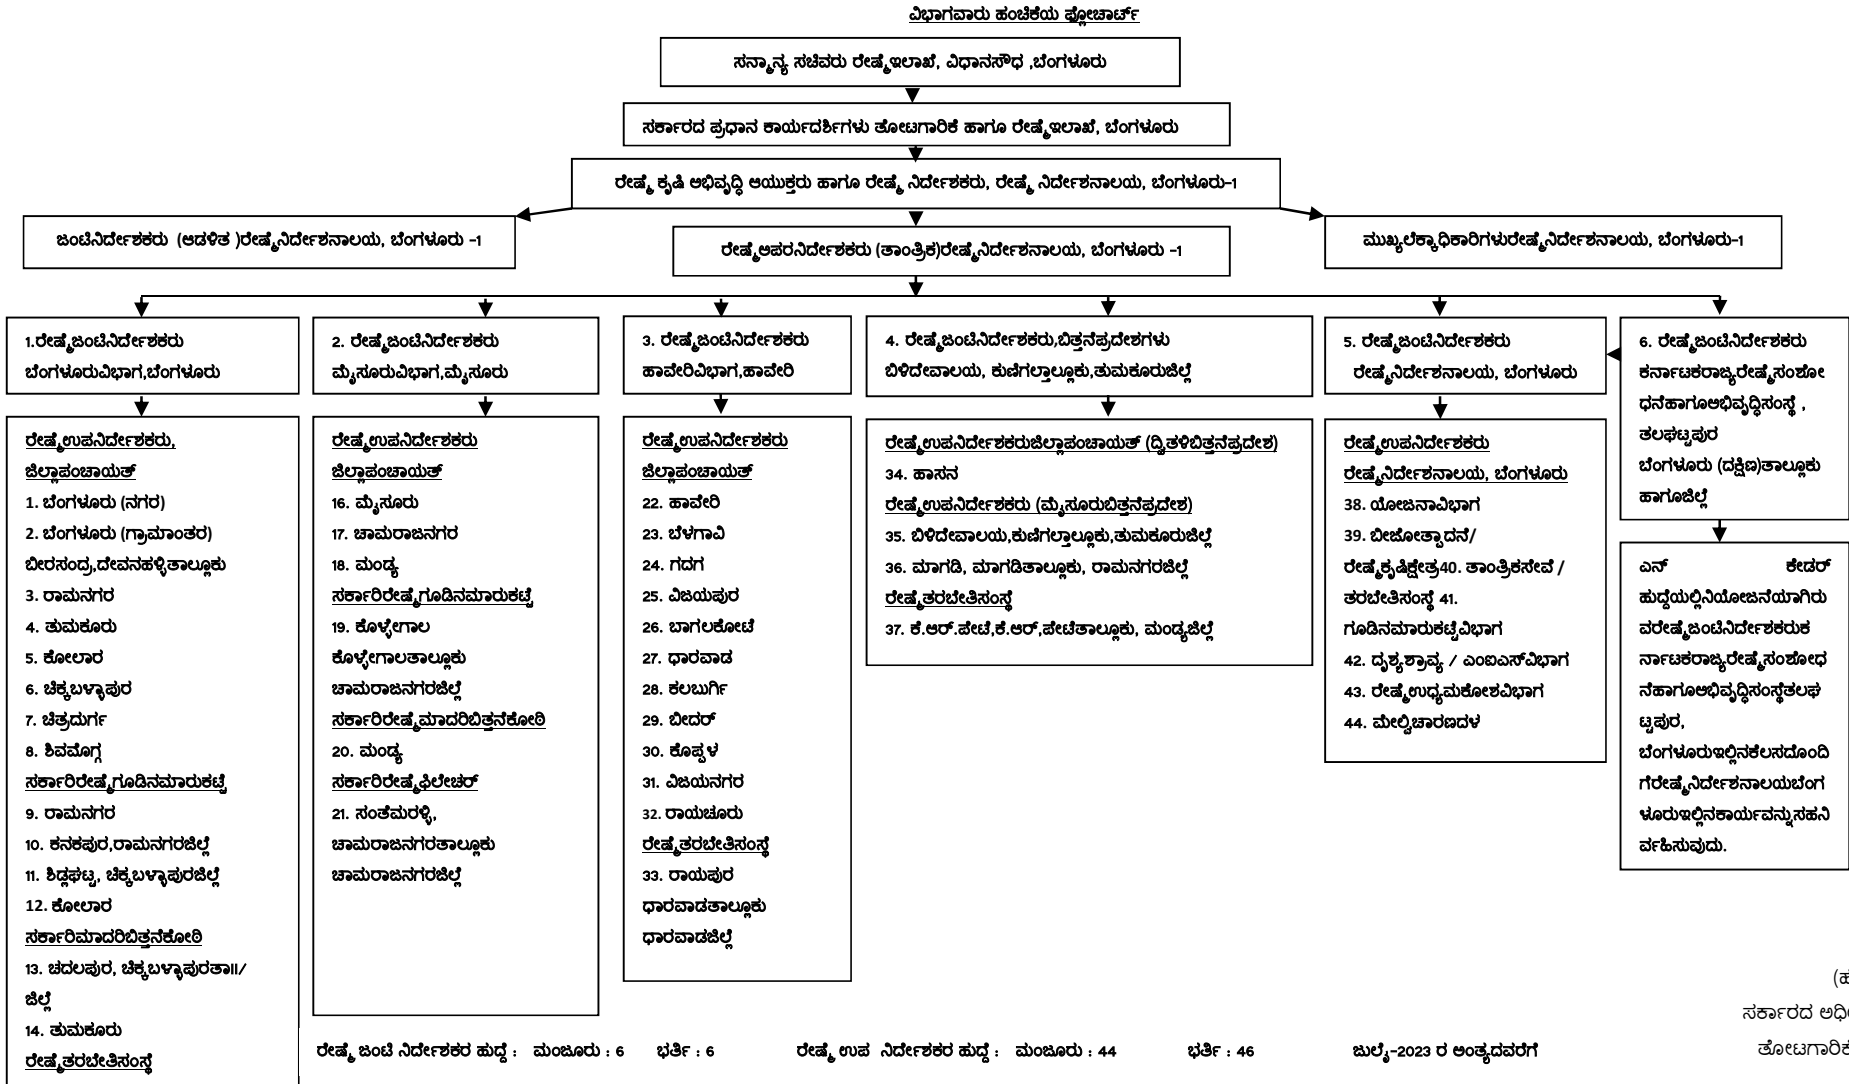 ವಿಭಾಗವಾರು ಹಂಚಿಕೆಯ ಫ್ಲೋಚಾರ್ಟ್
ಸನ್ಮಾನ್ಯ ಸಚಿವರು ರೇಷ್ಮೆಇಲಾಖೆ, ವಿಧಾನಸೌಧ ,ಬೆಂಗಳೂರು
ಸರ್ಕಾರದ ಪ್ರಧಾನ ಕಾರ್ಯದರ್ಶಿಗಳು ತೋಟಗಾರಿಕೆ ಹಾಗೂ ರೇಷ್ಮೆಇಲಾಖೆ, ಬೆಂಗಳೂರು
ರೇಷ್ಮೆ ಕೃಷಿ ಅಭಿವೃದ್ಧಿ ಆಯುಕ್ತರು ಹಾಗೂ ರೇಷ್ಮೆ ನಿರ್ದೇಶಕರು, ರೇಷ್ಮೆ ನಿರ್ದೇಶನಾಲಯ, ಬೆಂಗಳೂರು-1
ಜಂಟಿನಿರ್ದೇಶಕರು (ಆಡಳಿತ )ರೇಷ್ಮೆನಿರ್ದೇಶನಾಲಯ, ಬೆಂಗಳೂರು -1
ರೇಷ್ಮೆಅಪರನಿರ್ದೇಶಕರು (ತಾಂತ್ರಿಕ)ರೇಷ್ಮೆನಿರ್ದೇಶನಾಲಯ, ಬೆಂಗಳೂರು -1
ಮುಖ್ಯಲೆಕ್ಕಾಧಿಕಾರಿಗಳುರೇಷ್ಮೆನಿರ್ದೇಶನಾಲಯ, ಬೆಂಗಳೂರು-1
1.ರೇಷ್ಮೆಜಂಟಿನಿರ್ದೇಶಕರು
ಬೆಂಗಳೂರುವಿಭಾಗ,ಬೆಂಗಳೂರು
2. ರೇಷ್ಮೆಜಂಟಿನಿರ್ದೇಶಕರು
ಮೈಸೂರುವಿಭಾಗ,ಮೈಸೂರು
3. ರೇಷ್ಮೆಜಂಟಿನಿರ್ದೇಶಕರು
ಹಾವೇರಿವಿಭಾಗ,ಹಾವೇರಿ
4. ರೇಷ್ಮೆಜಂಟಿನಿರ್ದೇಶಕರು,ಬಿತ್ತನೆಪ್ರದೇಶಗಳು
ಬಿಳಿದೇವಾಲಯ, ಕುಣಿಗಲ್ತಾಲ್ಲೂಕು,ತುಮಕೂರುಜಿಲ್ಲೆ
5. ರೇಷ್ಮೆಜಂಟಿನಿರ್ದೇಶಕರು
ರೇಷ್ಮೆನಿರ್ದೇಶನಾಲಯ, ಬೆಂಗಳೂರು
6. ರೇಷ್ಮೆಜಂಟಿನಿರ್ದೇಶಕರು
ಕರ್ನಾಟಕರಾಜ್ಯರೇಷ್ಮೆಸಂಶೋ
ಧನೆಹಾಗೂಅಭಿವೃದ್ಧಿಸಂಸ್ಥೆ ,
ತಲಘಟ್ಟಪುರ
ಬೆಂಗಳೂರು (ದಕ್ಷಿಣ)ತಾಲ್ಲೂಕು
ಹಾಗೂಜಿಲ್ಲೆ
ರೇಷ್ಮೆಉಪನಿರ್ದೇಶಕರು,
ಜಿಲ್ಲಾಪಂಚಾಯತ್
1. ಬೆಂಗಳೂರು (ನಗರ)
2. ಬೆಂಗಳೂರು (ಗ್ರಾಮಾಂತರ)
ಬೀರಸಂದ್ರ,ದೇವನಹಳ್ಳಿತಾಲ್ಲೂಕು
3. ರಾಮನಗರ
4. ತುಮಕೂರು
5. ಕೋಲಾರ
6. ಚಿಕ್ಕಬಳ್ಳಾಪುರ
7. ಚಿತ್ರದುರ್ಗ
8. ಶಿವಮೊಗ್ಗ
ಸರ್ಕಾರಿರೇಷ್ಮೆಗೂಡಿನಮಾರುಕಟ್ಟೆ
9. ರಾಮನಗರ
10. ಕನಕಪುರ,ರಾಮನಗರಜಿಲ್ಲೆ
11. ಶಿಡ್ಲಘಟ್ಟ, ಚಿಕ್ಕಬಳ್ಳಾಪುರಜಿಲ್ಲೆ
12. ಕೋಲಾರ
ಸರ್ಕಾರಿಮಾದರಿಬಿತ್ತನೆಕೋಠಿ
13. ಚದಲಪುರ, ಚಿಕ್ಕಬಳ್ಳಾಪುರತಾ॥/
ಜಿಲ್ಲೆ
14. ತುಮಕೂರು
ರೇಷ್ಮೆತರಬೇತಿಸಂಸ್ಥೆ
ರೇಷ್ಮೆಉಪನಿರ್ದೇಶಕರು
ಜಿಲ್ಲಾಪಂಚಾಯತ್
16. ಮೈಸೂರು
17. ಚಾಮರಾಜನಗರ
18. ಮಂಡ್ಯ
ಸರ್ಕಾರಿರೇಷ್ಮೆಗೂಡಿನಮಾರುಕಟ್ಟೆ
19. ಕೊಳ್ಳೇಗಾಲ
ಕೊಳ್ಳೇಗಾಲತಾಲ್ಲೂಕು
ಚಾಮರಾಜನಗರಜಿಲ್ಲೆ
ಸರ್ಕಾರಿರೇಷ್ಮೆಮಾದರಿಬಿತ್ತನೆಕೋಠಿ
20. ಮಂಡ್ಯ
ಸರ್ಕಾರಿರೇಷ್ಮೆಫಿಲೇಚರ್
21. ಸಂತೆಮರಳ್ಳಿ,
ಚಾಮರಾಜನಗರತಾಲ್ಲೂಕು
ಚಾಮರಾಜನಗರಜಿಲ್ಲೆ
ರೇಷ್ಮೆಉಪನಿರ್ದೇಶಕರು
ಜಿಲ್ಲಾಪಂಚಾಯತ್
22. ಹಾವೇರಿ
23. ಬೆಳಗಾವಿ
24. ಗದಗ
25. ವಿಜಯಪುರ
26. ಬಾಗಲಕೋಟೆ
27. ಧಾರವಾಡ
28. ಕಲಬುರ್ಗಿ
29. ಬೀದರ್
30. ಕೊಪ್ಪಳ
31. ವಿಜಯನಗರ
32. ರಾಯಚೂರು
ರೇಷ್ಮೆತರಬೇತಿಸಂಸ್ಥೆ
33. ರಾಯಪುರ
ಧಾರವಾಡತಾಲ್ಲೂಕು
ಧಾರವಾಡಜಿಲ್ಲೆ
ರೇಷ್ಮೆಉಪನಿರ್ದೇಶಕರುಜಿಲ್ಲಾಪಂಚಾಯತ್ (ದ್ವಿತಳಿಬಿತ್ತನೆಪ್ರದೇಶ)
34. ಹಾಸನ
ರೇಷ್ಮೆಉಪನಿರ್ದೇಶಕರು (ಮೈಸೂರುಬಿತ್ತನೆಪ್ರದೇಶ)
35. ಬಿಳಿದೇವಾಲಯ,ಕುಣಿಗಲ್ತಾಲ್ಲೂಕು,ತುಮಕೂರುಜಿಲ್ಲೆ
36. ಮಾಗಡಿ, ಮಾಗಡಿತಾಲ್ಲೂಕು, ರಾಮನಗರಜಿಲ್ಲೆ
ರೇಷ್ಮೆತರಬೇತಿಸಂಸ್ಥೆ
37. ಕೆ.ಆರ್.ಪೇಟೆ,ಕೆ.ಆರ್,ಪೇಟೆತಾಲ್ಲೂಕು, ಮಂಡ್ಯಜಿಲ್ಲೆ
ರೇಷ್ಮೆಉಪನಿರ್ದೇಶಕರು
ರೇಷ್ಮೆನಿರ್ದೇಶನಾಲಯ, ಬೆಂಗಳೂರು
38. ಯೋಜನಾವಿಭಾಗ
39. ಬೀಜೋತ್ಪಾದನೆ/
ರೇಷ್ಮೆಕೃಷಿಕ್ಷೇತ್ರ40. ತಾಂತ್ರಿಕಸೇವೆ /
ತರಬೇತಿಸಂಸ್ಥೆ 41.
ಗೂಡಿನಮಾರುಕಟ್ಟೆವಿಭಾಗ
42. ದೃಶ್ಯಶ್ರಾವ್ಯ / ಎಂಐಎಸ್‌ವಿಭಾಗ
43. ರೇಷ್ಮೆಉಧ್ಯಮಕೋಶವಿಭಾಗ
44. ಮೇಲ್ವಿಚಾರಣದಳ
ಎನ್ ಕೇಡರ್
ಹುದ್ದೆಯಲ್ಲಿನಿಯೋಜನೆಯಾಗಿರು
ವರೇಷ್ಮೆಜಂಟಿನಿರ್ದೇಶಕರುಕ
ರ್ನಾಟಕರಾಜ್ಯರೇಷ್ಮೆಸಂಶೋಧ
ನೆಹಾಗೂಅಭಿವೃದ್ಧಿಸಂಸ್ಥೆತಲಘ
ಟ್ಟಪುರ,
ಬೆಂಗಳೂರುಇಲ್ಲಿನಕೆಲಸದೊಂದಿ
ಗೆರೇಷ್ಮೆನಿರ್ದೇಶನಾಲಯಬೆಂಗ
ಳೂರುಇಲ್ಲಿನಕಾರ್ಯವನ್ನುಸಹನಿ
ರ್ವಹಿಸುವುದು.
ಸರ್ಕಾರದ
ತೋಟಗಾರಿಕೆ
ರೇಷ್ಮೆ ಜಂಟಿ ನಿರ್ದೇಶಕರ ಹುದ್ದೆ : ಮಂಜೂರು : 6 ಭರ್ತಿ : 6 ರೇಷ್ಮೆ ಉಪ ನಿರ್ದೇಶಕರ ಹುದ್ದೆ : ಮಂಜೂರು : 44 ಭರ್ತಿ : 46 ಜುಲೈ-2023 ರ ಅಂತ್ಯದವರೆಗೆ